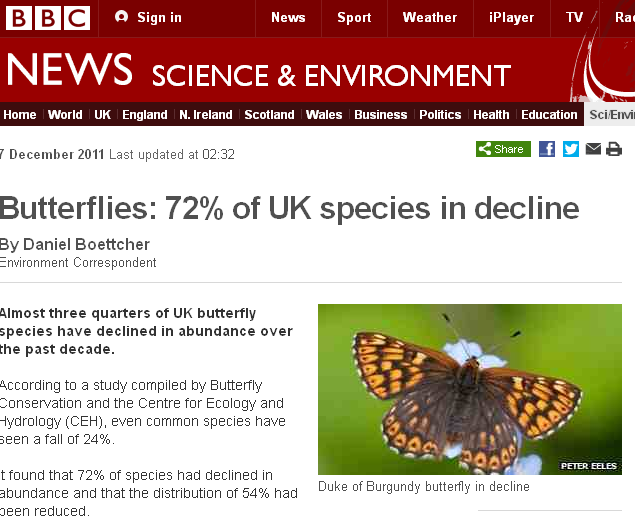 BBC Sign in News Sport Weather iPlayer TV
NEWS SCIENCE & ENVIRONMENT
Home World UK England N. Ireland Scotland Wales Business Politics Health Education
7 December 2011 Last updated at 02:32
Share
Butterflies: 72% of UK species in decline
By Daniel Boettcher
Environment Correspondent
Almost three quarters of UK butterfly
species have declined in abundance over
the past decade.
According to a study compiled by Butterfly
Conservation and the Centre for Ecology and
Hydrology (CEH), even common species have
seen a fall of 24%.
It found that 72% of species had declined in
abundance and that the distribution of 54% had
been reduced.
PETER EELES
Duke of Burgundy butterfly in decline